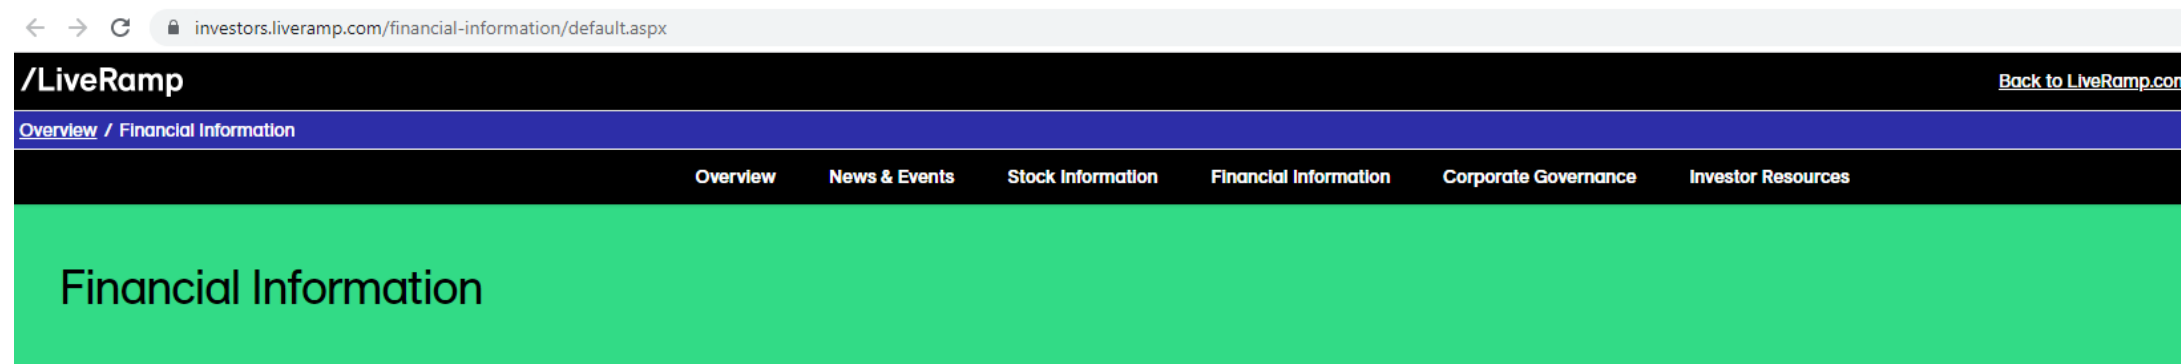 investors.liveramp.com/financial-information/default.aspx
/LiveRamp
Back to LiveRamp.com
Overview / Financial Information
Overview News & Events Stock Information Financial Information Corporate Governance Investor Resources
Financial Information